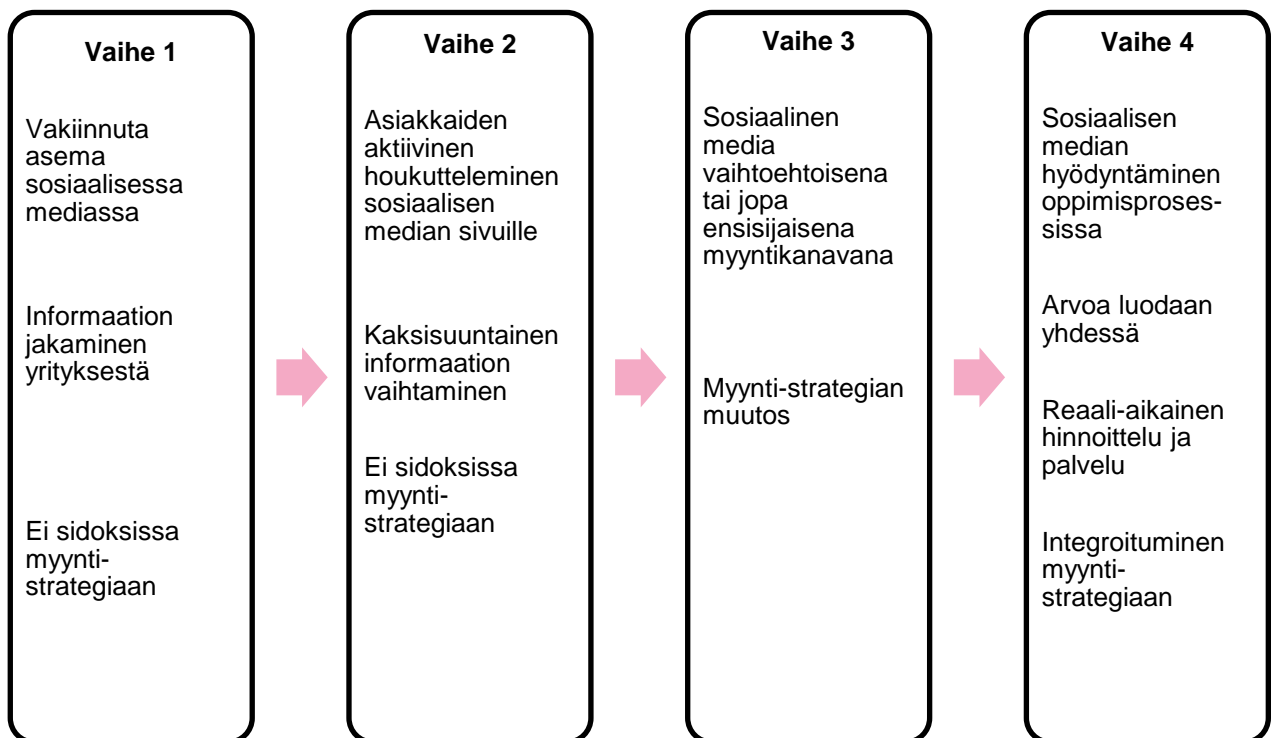 Vaihe 1
Vakiinnuta
asema
sosiaalisessa
mediassa
Informaation
jakaminen
yrityksestä
Ei sidoksissa
myynti-
strategiaan
Vaihe 2
Asiakkaiden
aktiivinen
houkutteleminen
sosiaalisen
median sivuille
Kaksisuuntainen
informaation
vaihtaminen
Ei sidoksissa
myynti-
strategiaan
Vaihe 3
Sosiaalinen
media
vaihtoehtoisena
tai jopa
ensisijaisena
myyntikanavana
Myynti-strategian
muutos
Vaihe 4
Sosiaalisen
median
hyödyntäminen
oppimisproses-
sissa
Arvoa luodaan
yhdessä
Reaali-aikainen
hinnoittelu ja
palvelu
Integroituminen
myynti-
strategiaan